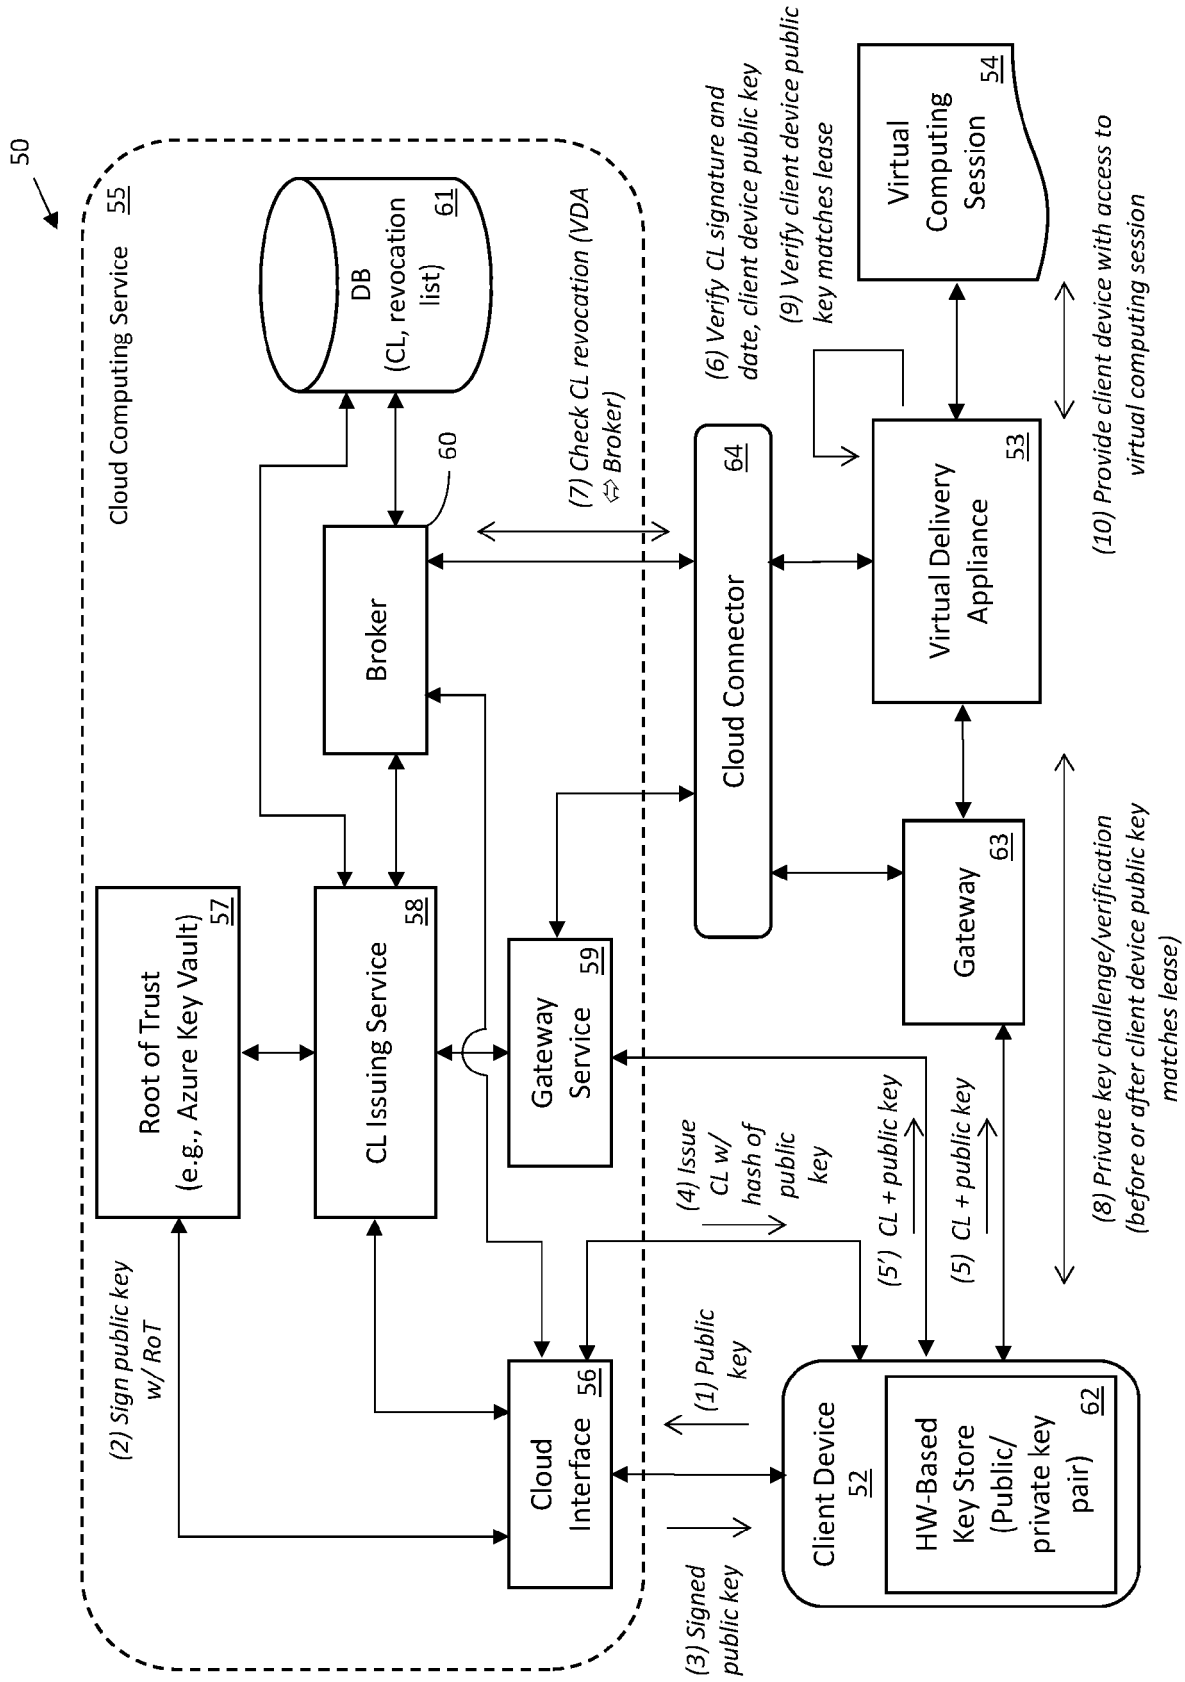 50
Cloud Computing Service 55
(2) Sign public key
w/ RoT
Root of Trust
(e.g., Azure Key Vault)
57
DB
(CL, revocation
list)
61
CL Issuing Service
58
Broker
60
Cloud
Interface
56
Gateway
Service
59
(7) Check CL revocation (VDA
⬄ Broker)
(3) Signed
public key
(1) Public
key
(4) Issue
CL w/
hash of
public
key
Cloud Connector
64
(6) Verify CL signature and
date, client device public key
(9) Verify client device public
key matches lease
Client Device
52
HW-Based
Key Store
(Public/
private key
pair)
62
(5') CL + public key
(5) CL + public key
Gateway
63
Virtual Delivery
Appliance
53
Virtual
Computing
Session
54
(8) Private key challenge/verification
(before or after client device public key
matches lease)
(10) Provide client device with access to
virtual computing session